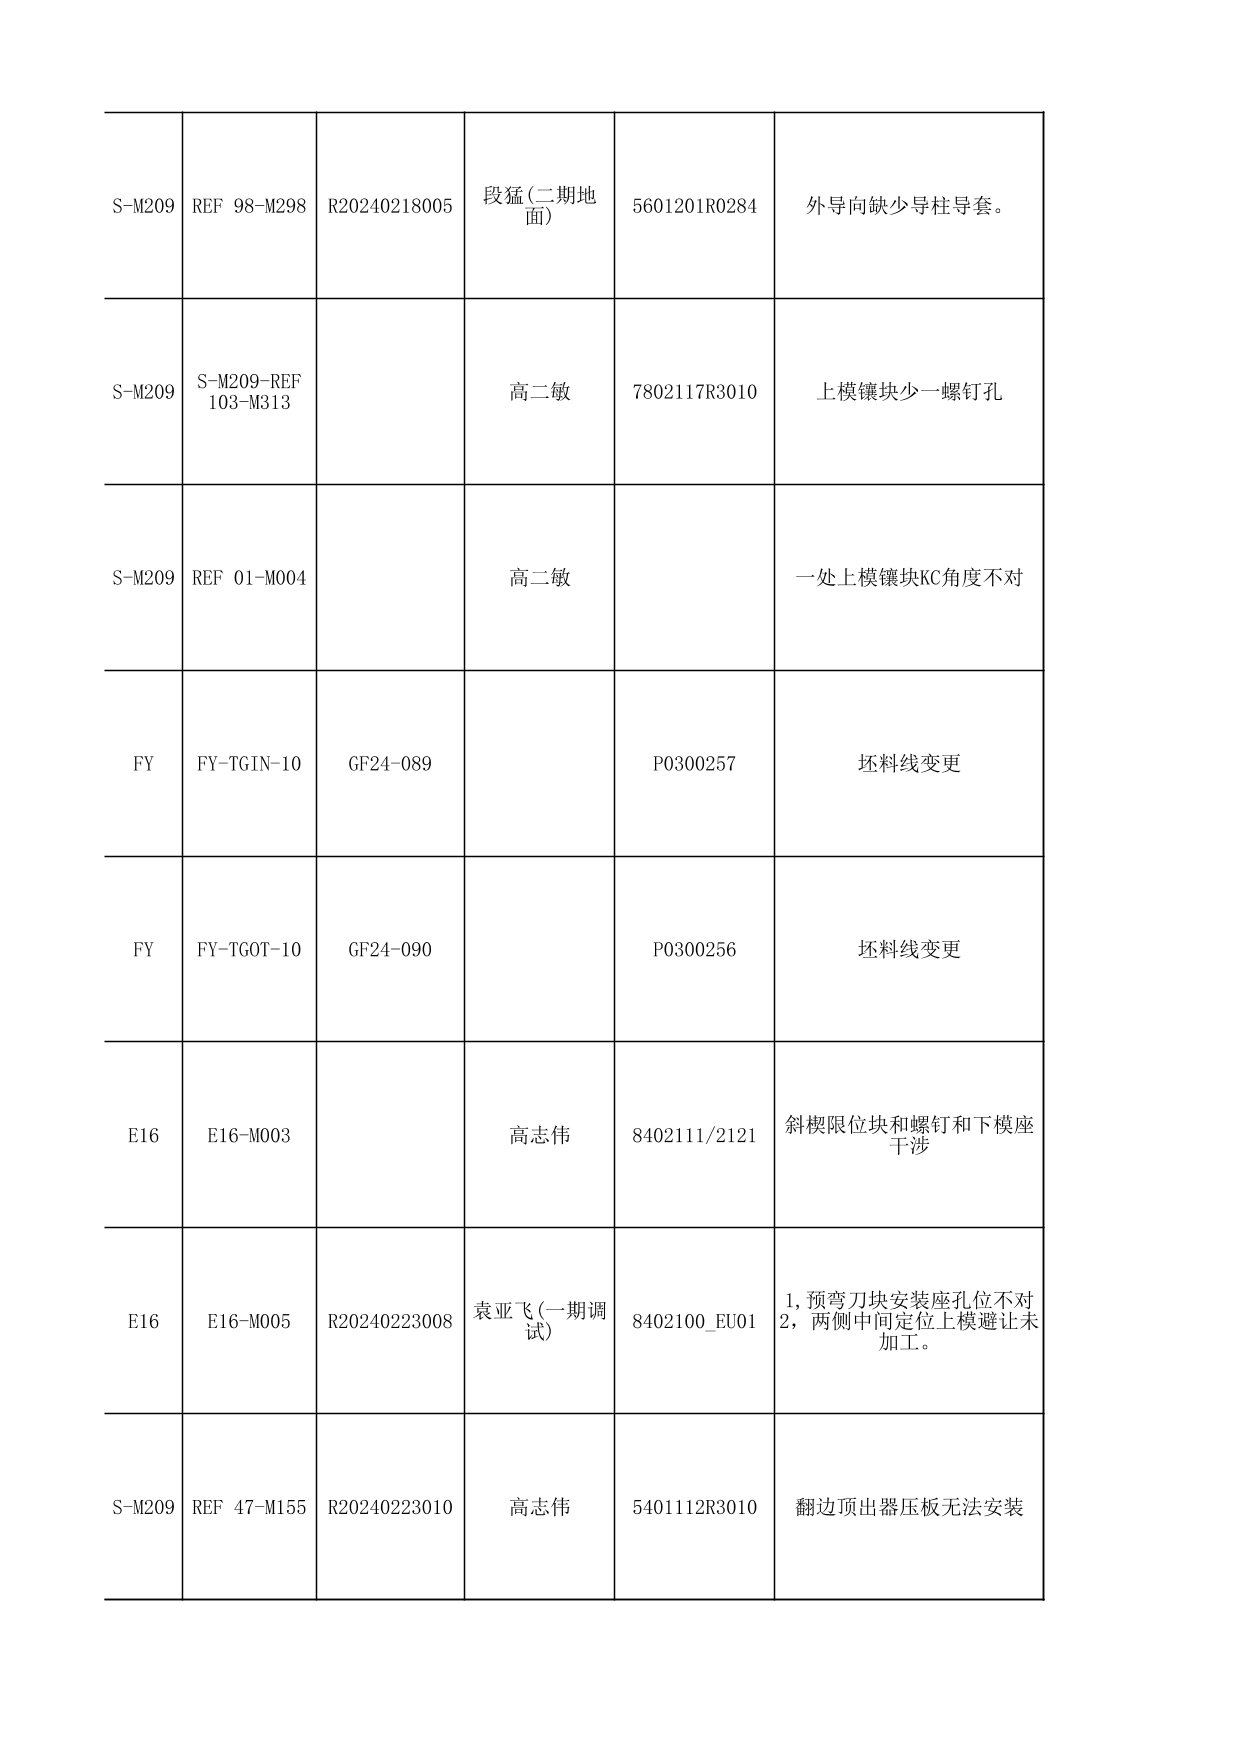 S-M209 REF 98-M298 R20240218005 段猛(二期地
面) 5601201R0284 外导向缺少导柱导套。
S-M209 S-M209-REF
103-M313 高二敏 7802117R3010 上模镶块少一螺钉孔
S-M209 REF 01-M004 高二敏 一处上模镶块KC角度不对
FY FY-TGIN-10 GF24-089 P0300257 坯料线变更
FY FY-TGOT-10 GF24-090 P0300256 坯料线变更
E16 E16-M003 高志伟 8402111/2121 斜楔限位块和螺钉和下模座
干涉
E16 E16-M005 R20240223008 袁亚飞(一期调
试) 8402100_EU01 1,预弯刀块安装座孔位不对
2，两侧中间定位上模避让未
加工。
S-M209 REF 47-M155 R20240223010 高志伟 5401112R3010 翻边顶出器压板无法安装